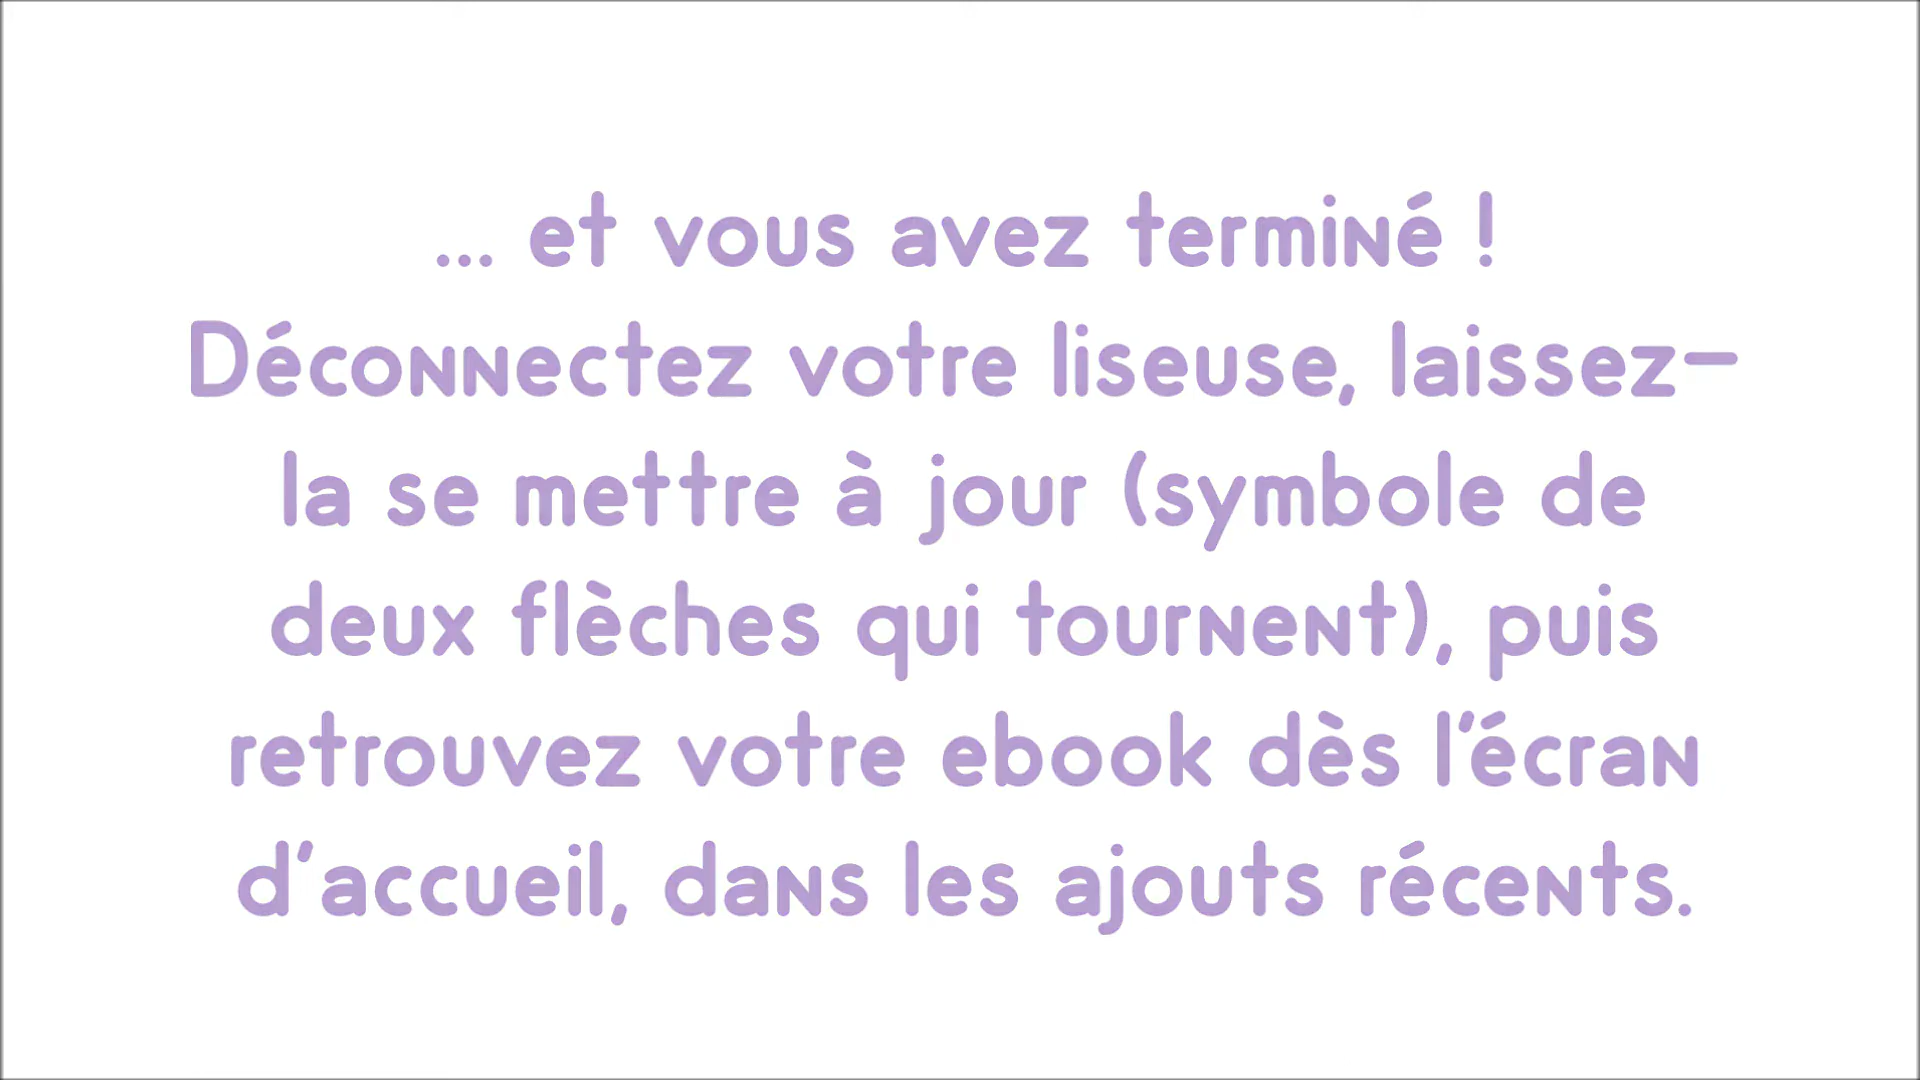 ... et vous avez terminé !
Déconnectez votre liseuse, laissez-
la se mettre à jour (symbole de
deux flèches qui tournent), puis
retrouvez votre ebook dès l'écran
d'accueil, dans les ajouts récents.